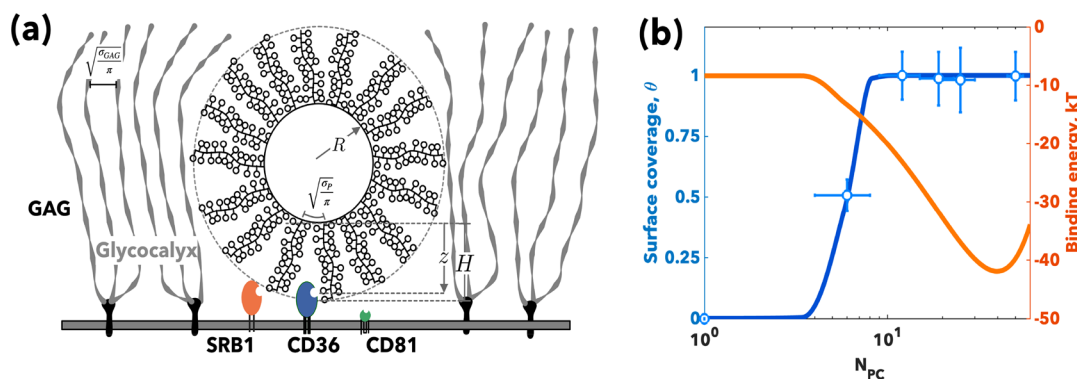 (a)
√σGAG/π
R
√σP/π
GAG
Glycocalyx
z
H
SRB1
CD36
CD81
(b)
Surface coverage, θ
1
0.75
0.5
0.25
0
10⁰
10¹
N_PC
0
-10
-20
-30
-40
-50
Binding energy, kT